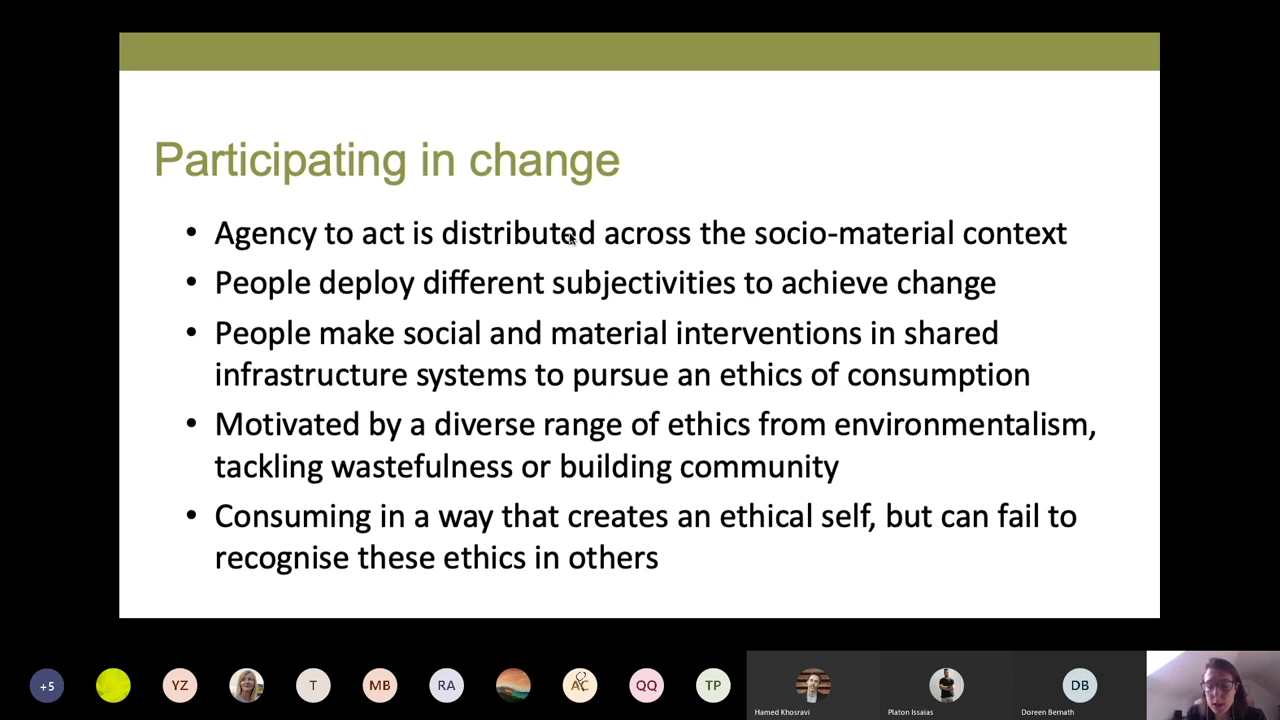 Participating in change
• Agency to act is distributed across the socio-material context
• People deploy different subjectivities to achieve change
• People make social and material interventions in shared
infrastructure systems to pursue an ethics of consumption
• Motivated by a diverse range of ethics from environmentalism,
tackling wastefulness or building community
• Consuming in a way that creates an ethical self, but can fail to
recognise these ethics in others
+5 YZ T MB RA AC QQ TP DB
Hamed Khosravi Platon Issaias Doreen Bernath